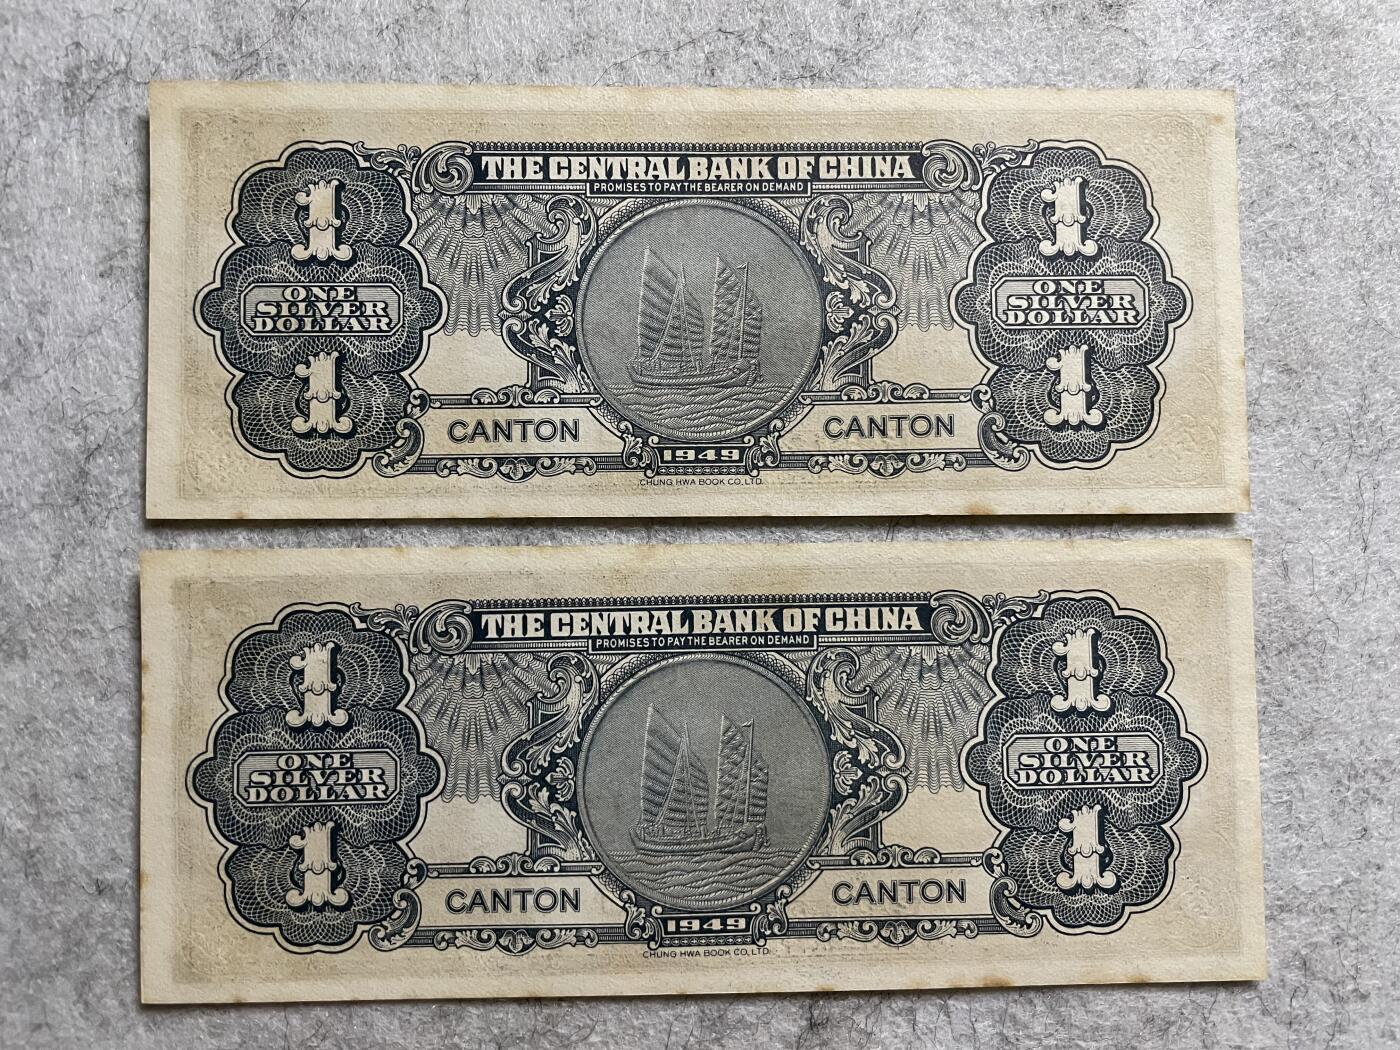 THE CENTRAL BANK OF CHINA
PROMISES TO PAY THE BEARER ON DEMAND
1
1
ONE
SILVER
DOLLAR
ONE
SILVER
DOLLAR
1
1
CANTON
CANTON
1949
CHUNG HWA BOOK CO, LTD.
THE CENTRAL BANK OF CHINA
PROMISES TO PAY THE BEARER ON DEMAND
1
1
ONE
SILVER
DOLLAR
ONE
SILVER
DOLLAR
1
1
CANTON
CANTON
1949
CHUNG HWA BOOK CO, LTD.